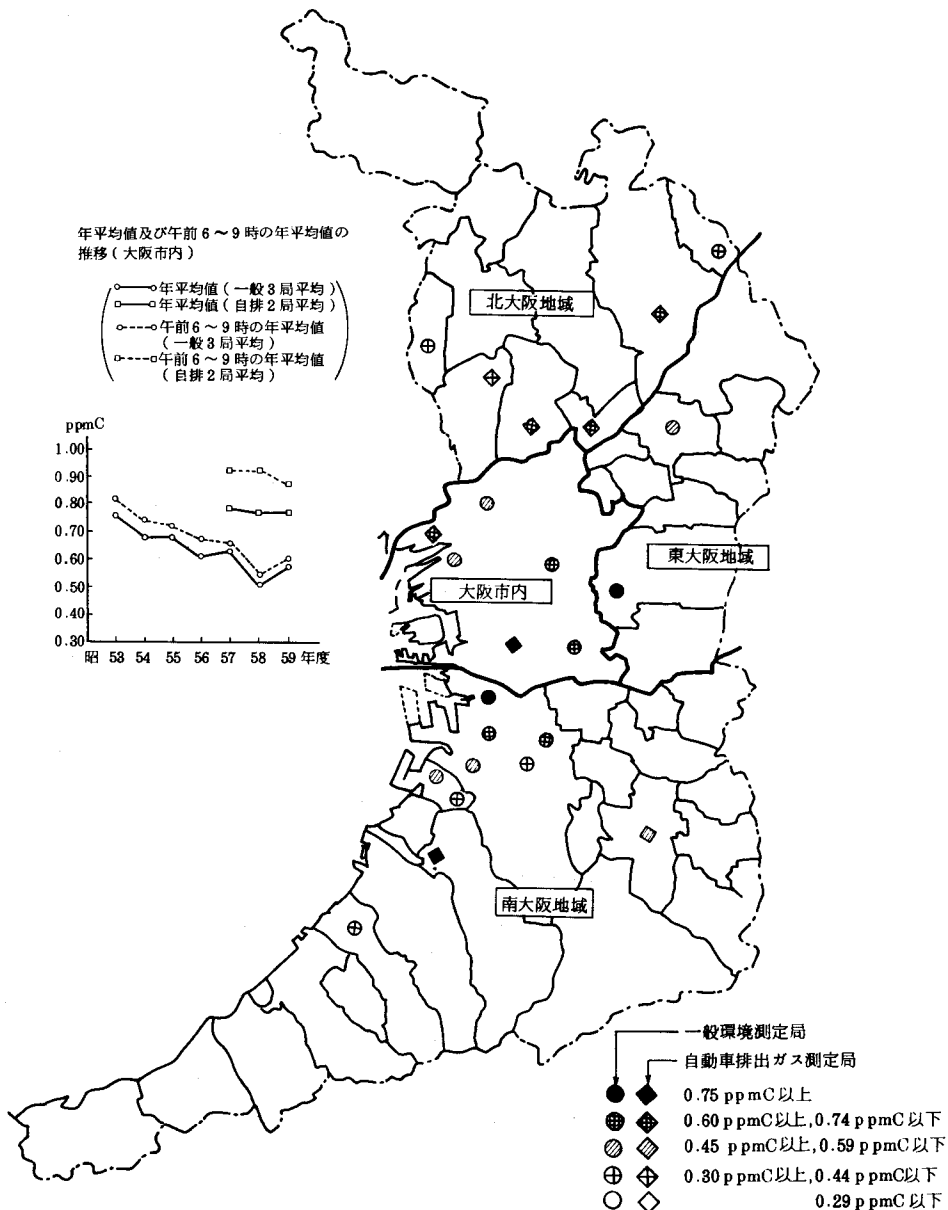 年平均値及び午前6～9時の年平均値の
推移(大阪市内)
年平均値(一般3局平均)
年平均値(自排2局平均)
午前6～9時の年平均値
(一般3局平均)
午前6～9時の年平均値
(自排2局平均)
ppmC
1.00
0.90
0.80
0.70
0.60
0.50
0.40
0.30
昭 53 54 55 56 57 58 59 年度
北大阪地域
東大阪地域
大阪市内
南大阪地域
一般環境測定局
自動車排出ガス測定局
0.75 ppmC以上
0.60 ppmC以上,0.74 ppmC以下
0.45 ppmC以上,0.59 ppmC以下
0.30 ppmC以上,0.44 ppmC以下
0.29 ppmC以下